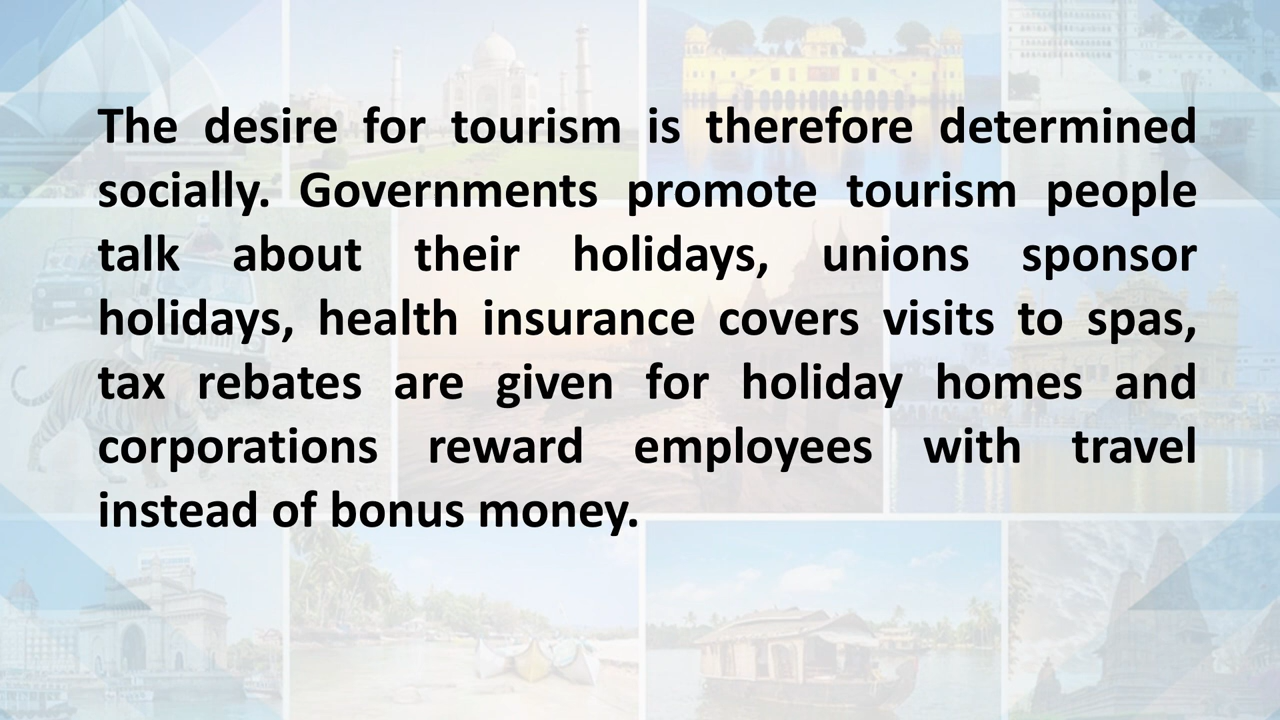 The desire for tourism is therefore determined
socially. Governments promote tourism people
talk about their holidays, unions sponsor
holidays, health insurance covers visits to spas,
tax rebates are given for holiday homes and
corporations reward employees with travel
instead of bonus money.